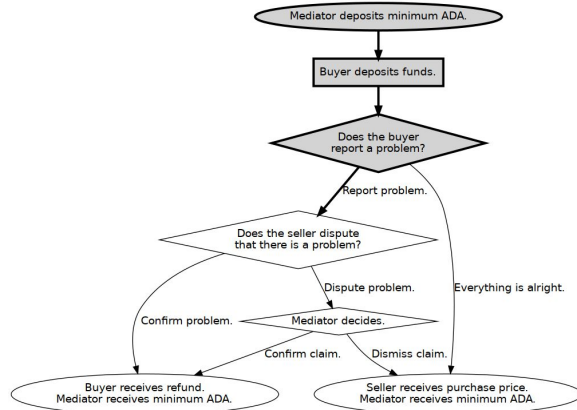 Mediator deposits minimum ADA.
Buyer deposits funds.
Does the buyer
report a problem?
Report problem.
Does the seller dispute
that there is a problem?
Dispute problem.
Everything is alright.
Confirm problem.
Mediator decides.
Confirm claim.
Dismiss claim.
Buyer receives refund.
Mediator receives minimum ADA.
Seller receives purchase price.
Mediator receives minimum ADA.